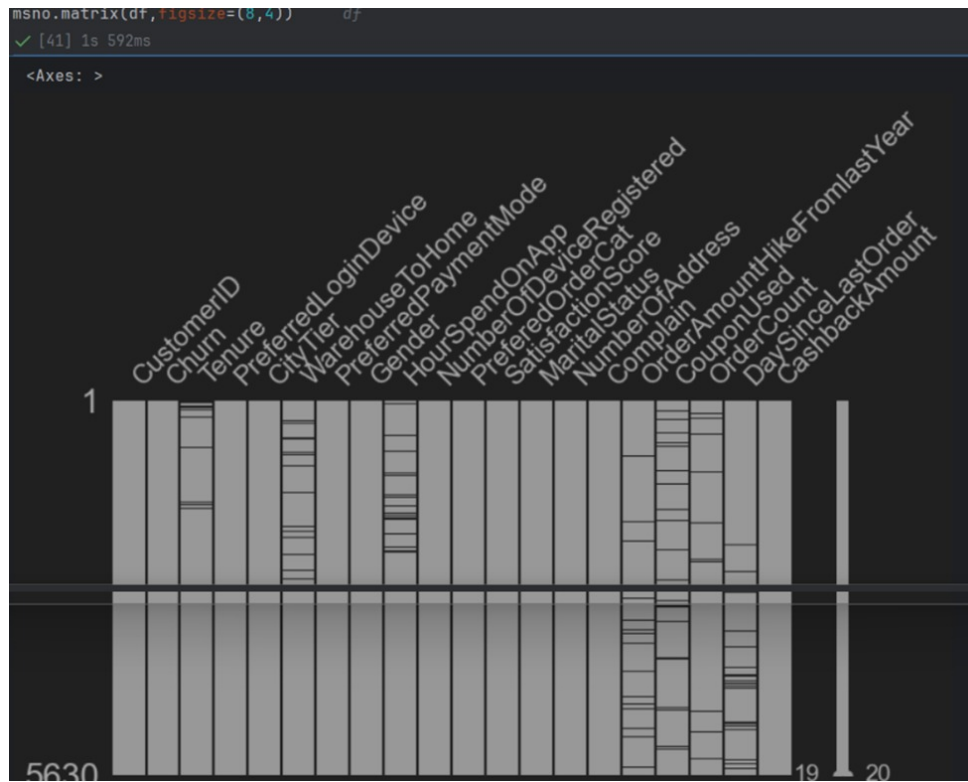 msno.matrix(df,figsize=(8,4)) df
✓ [41] 1s 592ms
<Axes: >
CustomerID
Churn
Tenure
PreferredLoginDevice
CityTier
WarehouseToHome
PreferredPaymentMode
Gender
HourSpendOnApp
NumberOfDeviceRegistered
PreferredOrderCat
SatisfactionScore
MaritalStatus
NumberOfAddress
Complain
OrderAmountHikeFromlastYear
CouponUsed
OrderCount
DaySinceLastOrder
CashbackAmount
1
5630
19 20